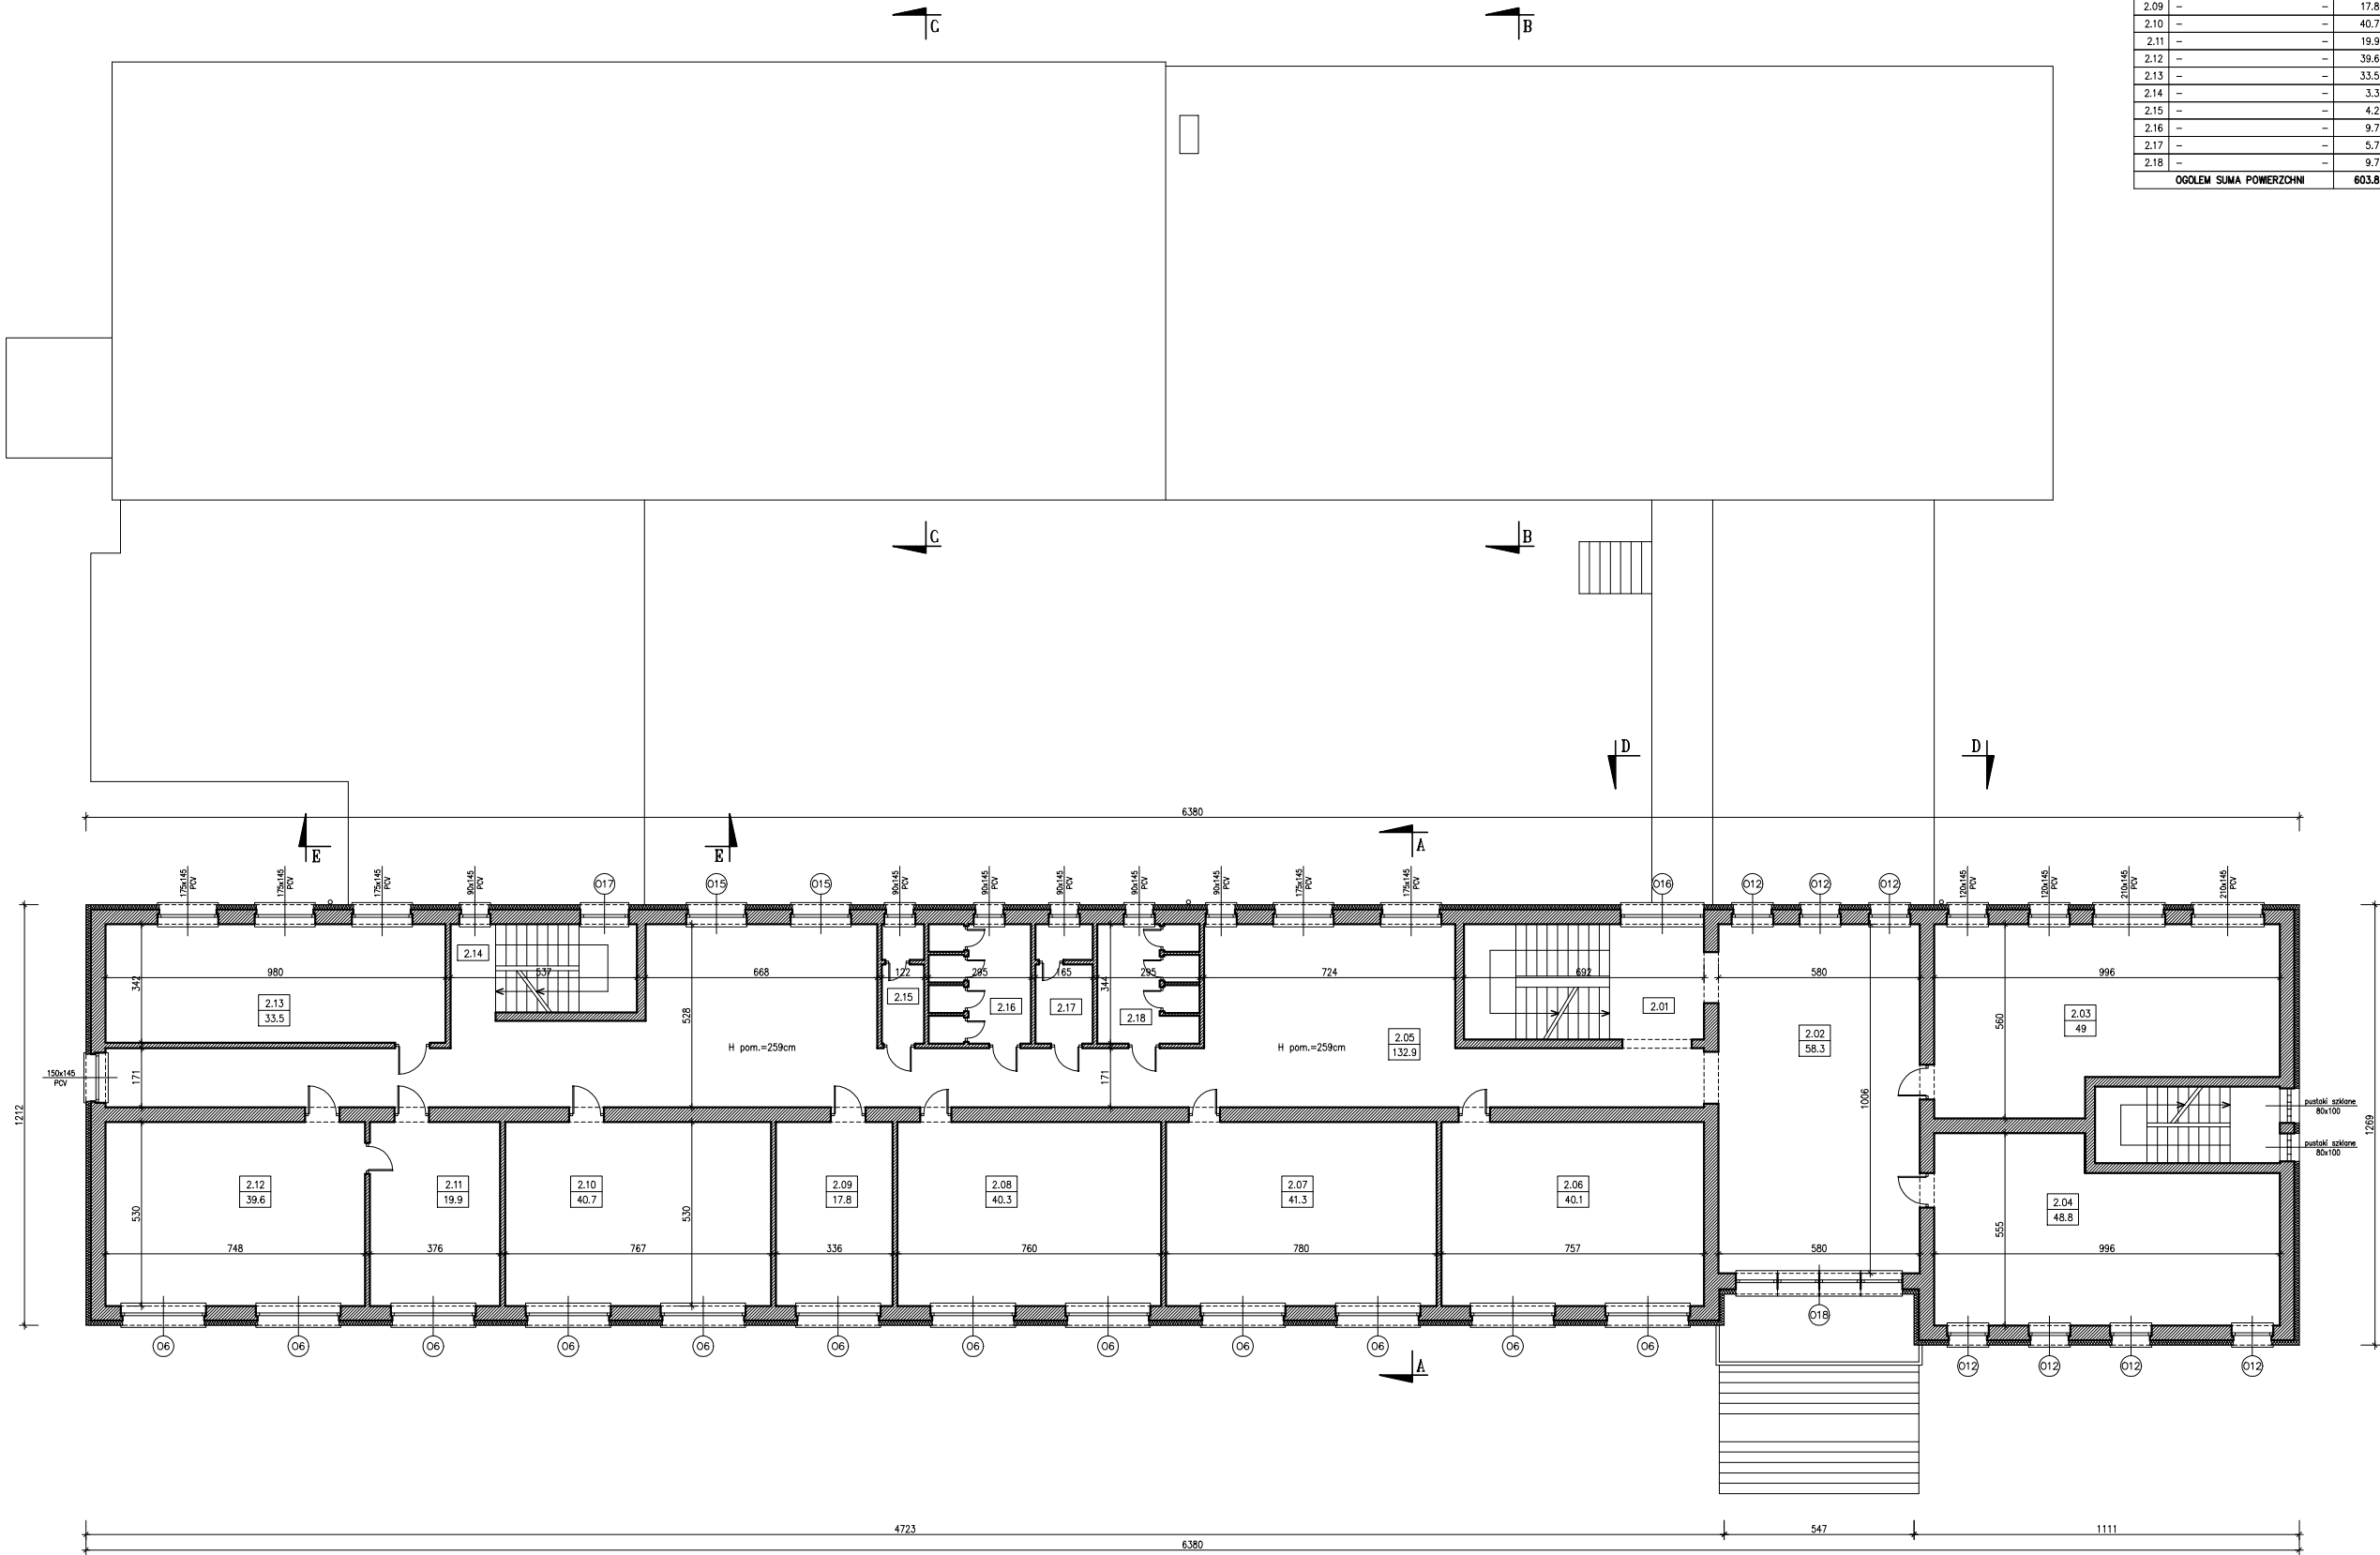 C
B
2.09 – – 17.8
2.10 – – 40.7
2.11 – – 19.9
2.12 – – 39.6
2.13 – – 33.5
2.14 – – 3.3
2.15 – – 4.2
2.16 – – 9.7
2.17 – – 5.7
2.18 – – 9.7
OGOLEM SUMA POWIERZCHNI 603.8
C
B
D
D
6380
E
E
A
175x145
PCV
175x145
PCV
175x145
PCV
90x145
PCV
O17
O15
O15
90x145
PCV
90x145
PCV
90x145
PCV
90x145
PCV
90x145
PCV
175x145
PCV
175x145
PCV
O16
O12
O12
O12
120x145
PCV
120x145
PCV
210x145
PCV
210x145
PCV
2.14
980
537
668
122
295
165
295
724
692
580
996
342
344
2.13
33.5
2.15
2.16
2.17
2.18
2.01
528
560
2.03
49
2.02
58.3
2.05
132.9
H pom.=259cm
H pom.=259cm
150x145
PCV
171
171
1212
1006
1269
pustaki szklane
80x100
pustaki szklane
80x100
2.12
39.6
2.11
19.9
2.10
40.7
2.09
17.8
2.08
40.3
2.07
41.3
2.06
40.1
2.04
48.8
530
530
555
748
376
767
336
760
780
757
580
996
O18
O6
O6
O6
O6
O6
O6
O6
O6
O6
O6
O6
O6
O12
O12
O12
O12
A
4723
547
1111
6380